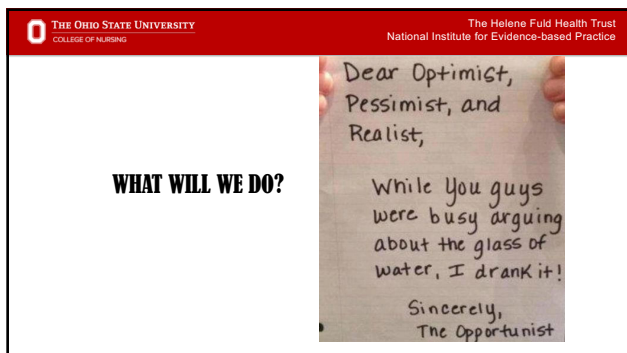 THE OHIO STATE UNIVERSITY
COLLEGE OF NURSING
The Helene Fuld Health Trust
National Institute for Evidence-based Practice
WHAT WILL WE DO?
Dear Optimist,
Pessimist, and
Realist,
While You guys
were busy arguing
about the glass of
water, I drank it!
Sincerely,
The Opportunist